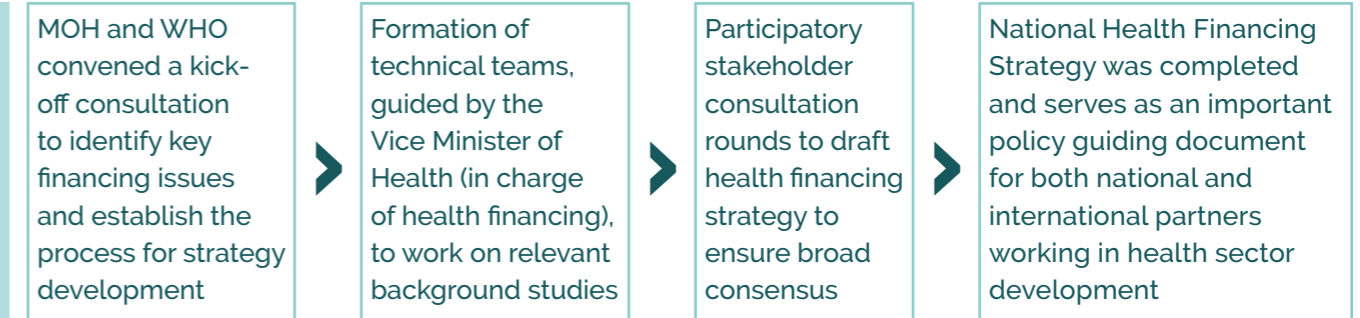 MOH and WHO
convened a kick-
off consultation
to identify key
financing issues
and establish the
process for strategy
development
Formation of
technical teams,
guided by the
Vice Minister of
Health (in charge
of health financing),
to work on relevant
background studies
Participatory
stakeholder
consultation
rounds to draft
health financing
strategy to
ensure broad
consensus
National Health Financing
Strategy was completed
and serves as an important
policy guiding document
for both national and
international partners
working in health sector
development